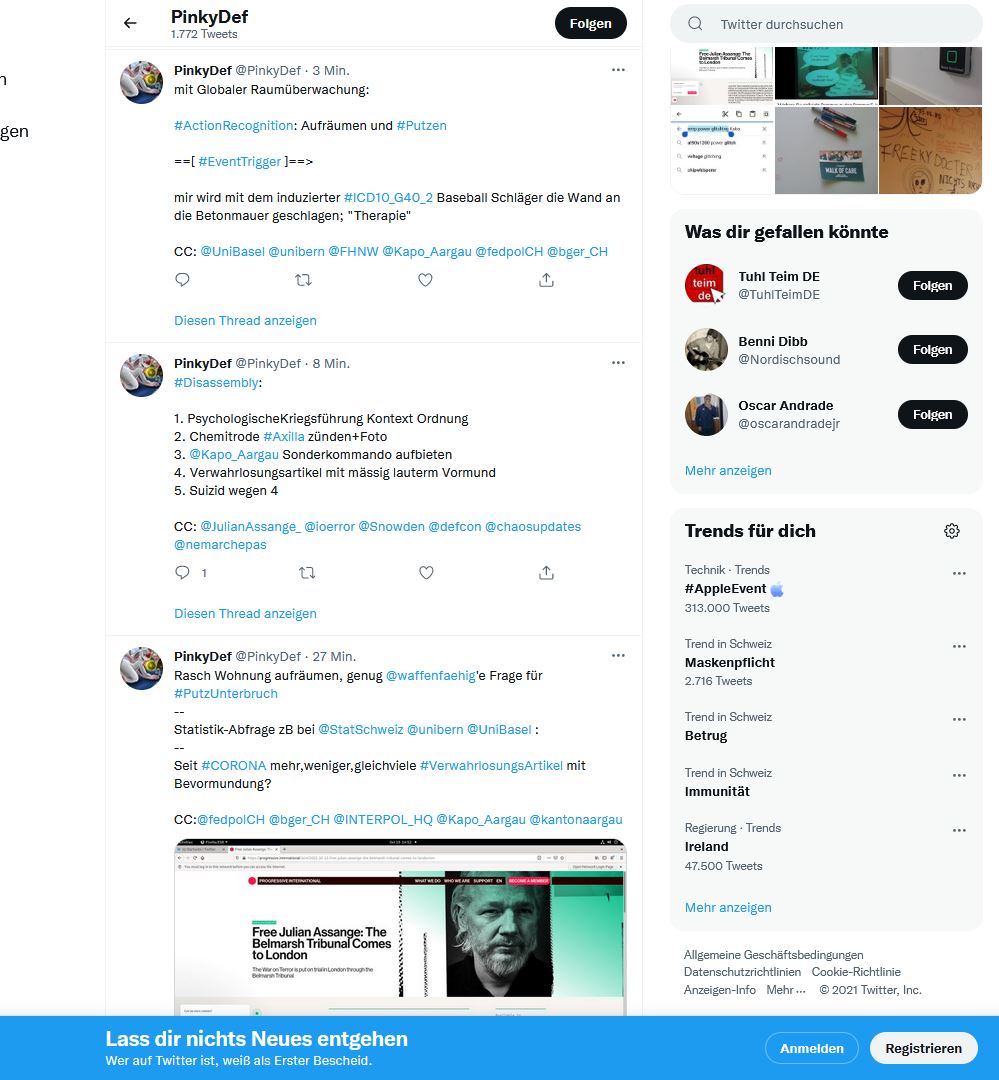 n
gen
PinkyDef
1.772 Tweets
Folgen
PinkyDef @PinkyDef · 3 Min.
mit Globaler Raumüberwachung:
#ActionRecognition: Aufräumen und #Putzen
==[ #EventTrigger ]==>
mir wird mit dem induzierter #ICD10_G40_2 Baseball Schläger die Wand an
die Betonmauer geschlagen; "Therapie"
CC: @UniBasel @unibern @FHNW @Kapo_Aargau @fedpolCH @bger_CH
Diesen Thread anzeigen
PinkyDef @PinkyDef · 8 Min.
#Disassembly:
1. PsychologischeKriegsführung Kontext Ordnung
2. Chemitrode #Axilla zünden+Foto
3. @Kapo_Aargau Sonderkommando aufbieten
4. Verwahrlosungsartikel mit mässig lauterm Vormund
5. Suizid wegen 4
CC: @JulianAssange_ @ioerror @Snowden @defcon @chaosupdates
@nemarchepas
1
Diesen Thread anzeigen
PinkyDef @PinkyDef · 27 Min.
Rasch Wohnung aufräumen, genug @waffenfaehig'e Frage für
#PutzUnterbruch
--
Statistik-Abfrage zB bei @StatSchweiz @unibern @UniBasel :
--
Seit #CORONA mehr,weniger,gleichviele #VerwahrlosungsArtikel mit
Bevormundung?
CC:@fedpolCH @bger_CH @INTERPOL_HQ @Kapo_Aargau @kantonaargau
PROGRESSIVE INTERNATIONAL
WHAT WE DO WHO WE ARE SUPPORT EN BECOME A MEMBER
Free Julian Assange: The
Belmarsh Tribunal Comes
to London
The War on Terror is put on trial in London through the
Belmarsh Tribunal
Twitter durchsuchen
emp power glitching
voltage glitching
chipwhisperer
WALK OF CARE
FREEKY DOCTER
Was dir gefallen könnte
tuhl
teim
de
Tuhl Teim DE
@TuhlTeimDE
Folgen
Benni Dibb
@Nordischsound
Folgen
Oscar Andrade
@oscarandradejr
Folgen
Mehr anzeigen
Trends für dich
Technik · Trends
#AppleEvent
313.000 Tweets
Trend in Schweiz
Maskenpflicht
2.716 Tweets
Trend in Schweiz
Betrug
Trend in Schweiz
Immunität
Regierung · Trends
Ireland
47.500 Tweets
Mehr anzeigen
Allgemeine Geschäftsbedingungen
Datenschutzrichtlinien Cookie-Richtlinie
Anzeigen-Info Mehr ··· © 2021 Twitter, Inc.
Lass dir nichts Neues entgehen
Wer auf Twitter ist, weiß als Erster Bescheid.
Anmelden
Registrieren